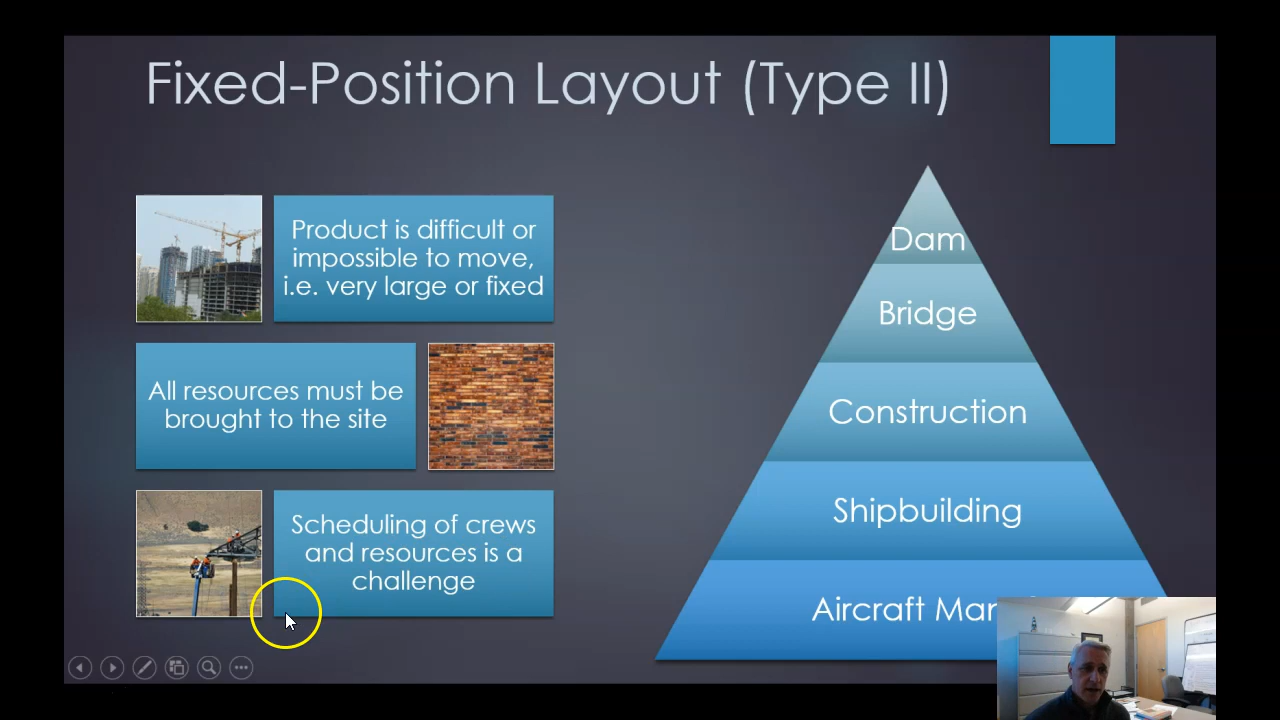 Fixed-Position Layout (Type II)
Product is difficult or
impossible to move,
i.e. very large or fixed
All resources must be
brought to the site
Scheduling of crews
and resources is a
challenge
Dam
Bridge
Construction
Shipbuilding
Aircraft